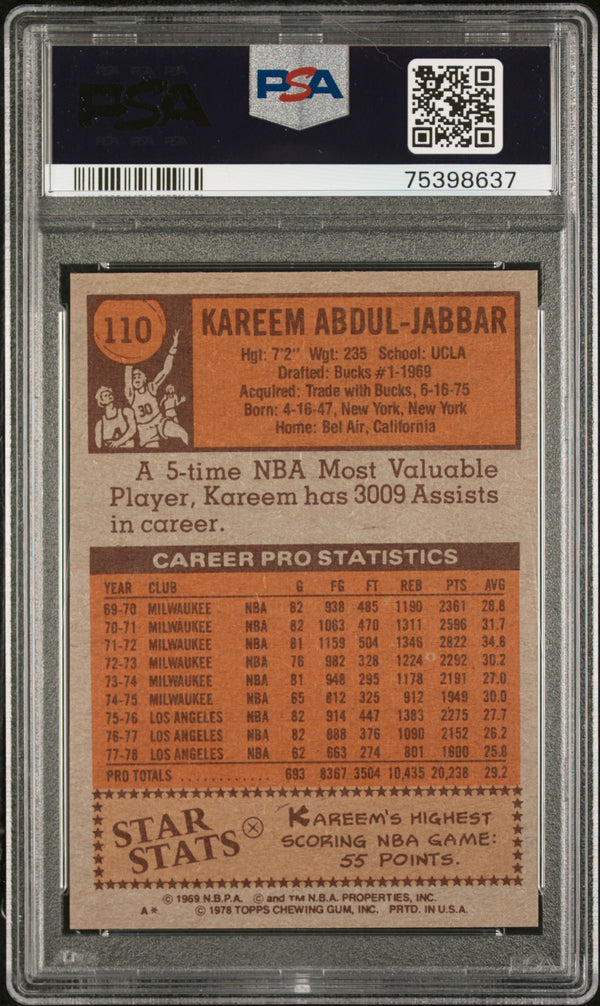 PSA
PSA
75398637
110
30
KAREEM ABDUL-JABBAR
Hgt: 7'2" Wgt: 235 School: UCLA
Drafted: Bucks #1-1969
Acquired: Trade with Bucks, 6-16-75
Born: 4-16-47, New York, New York
Home: Bel Air, California
A 5-time NBA Most Valuable
Player, Kareem has 3009 Assists
in career.
CAREER PRO STATISTICS
YEAR CLUB G FG FT REB PTS AVG
69-70 MILWAUKEE NBA 82 938 485 1190 2361 28.8
70-71 MILWAUKEE NBA 82 1063 470 1311 2596 31.7
71-72 MILWAUKEE NBA 81 1159 504 1346 2822 34.8
72-73 MILWAUKEE NBA 76 982 328 1224 2292 30.2
73-74 MILWAUKEE NBA 81 948 295 1178 2191 27.0
74-75 MILWAUKEE NBA 65 812 325 912 1949 30.0
75-76 LOS ANGELES NBA 82 914 447 1383 2275 27.7
76-77 LOS ANGELES NBA 82 888 376 1090 2152 26.2
77-78 LOS ANGELES NBA 62 663 274 801 1600 25.8
PRO TOTALS ............ 693 8367 3504 10,435 20,238 29.2
STAR
STATS
KAREEM'S HIGHEST
SCORING NBA GAME:
55 POINTS.
© 1969 N.B.P.A. © and TM N.B.A. PROPERTIES, INC.
A* © 1978 TOPPS CHEWING GUM, INC. PRTD. IN U.S.A.